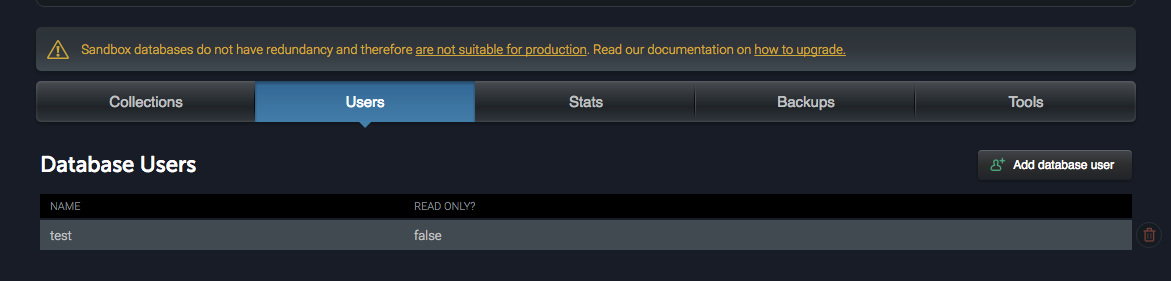 Sandbox databases do not have redundancy and therefore are not suitable for production. Read our documentation on how to upgrade.
Collections Users Stats Backups Tools
Database Users Add database user
NAME READ ONLY?
test false